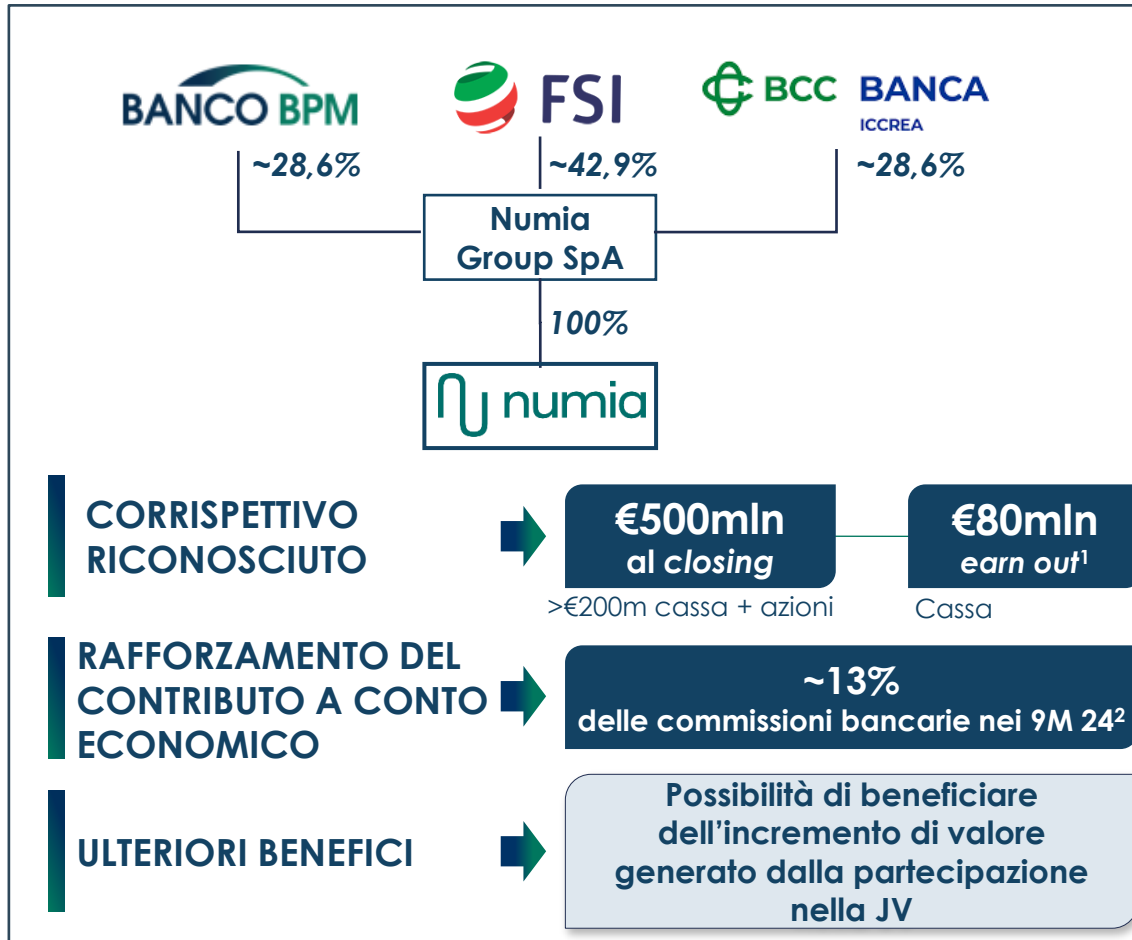 BANCO BPM
FSI
BCC BANCA
ICCREA
~28,6%
~42,9%
~28,6%
Numia
Group SpA
100%
numia
CORRISPETTIVO
RICONOSCIUTO
€500mln
al closing
€80mln
earn out¹
>€200m cassa + azioni
Cassa
RAFFORZAMENTO DEL
CONTRIBUTO A CONTO
ECONOMICO
~13%
delle commissioni bancarie nei 9M 24²
ULTERIORI BENEFICI
Possibilità di beneficiare
dell’incremento di valore
generato dalla partecipazione
nella JV